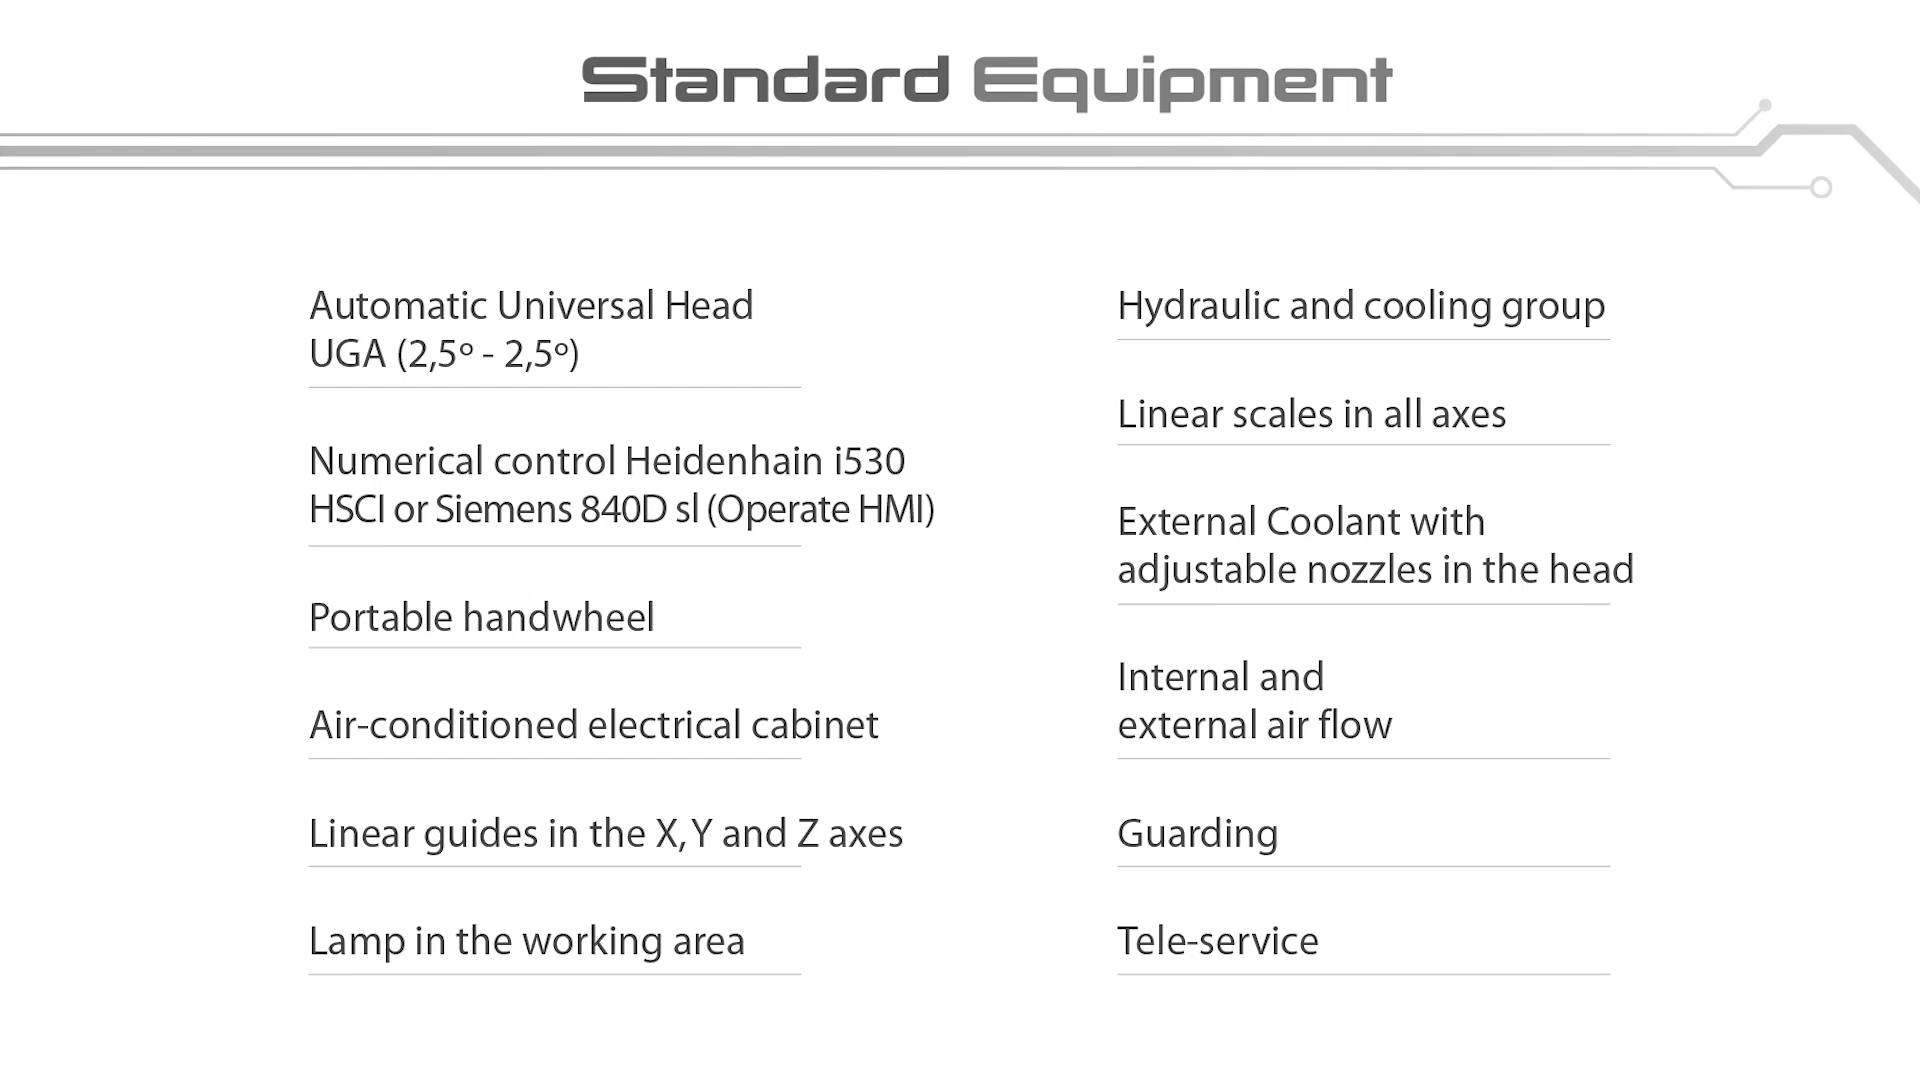 Standard Equipment
Automatic Universal Head
UGA (2,5º - 2,5º)
Numerical control Heidenhain i530
HSCI or Siemens 840D sl (Operate HMI)
Portable handwheel
Air-conditioned electrical cabinet
Linear guides in the X, Y and Z axes
Lamp in the working area
Hydraulic and cooling group
Linear scales in all axes
External Coolant with
adjustable nozzles in the head
Internal and
external air flow
Guarding
Tele-service